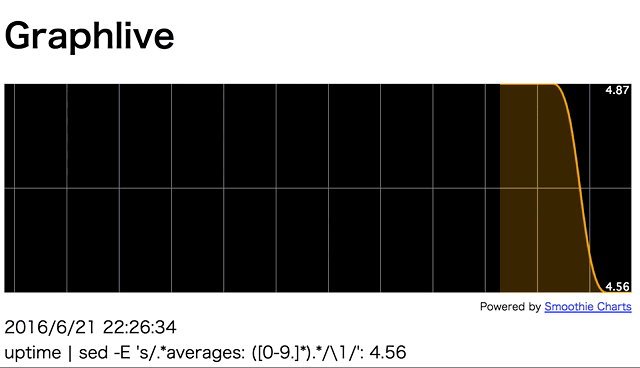 Graphlive
4.87
4.56
Powered by Smoothie Charts
2016/6/21 22:26:34
uptime | sed -E 's/.*averages: ([0-9.]*).*/\1/': 4.56